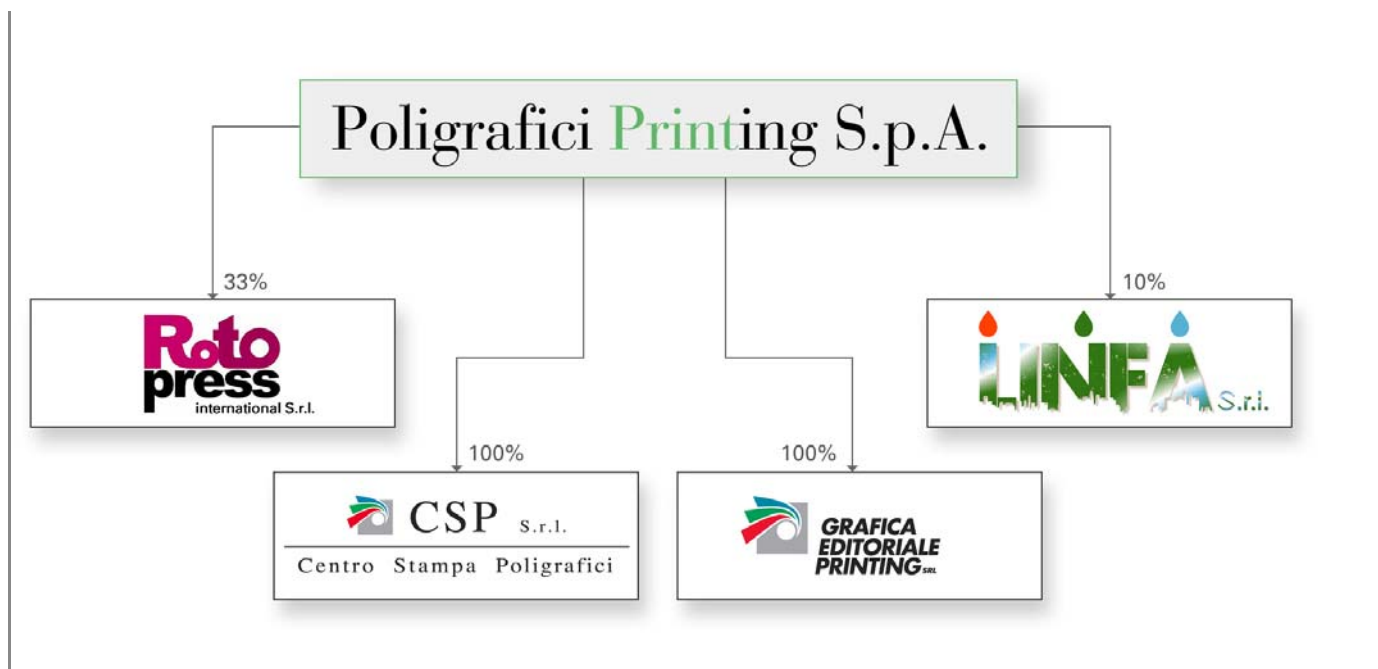 Poligrafici Printing S.p.A.
33%
Roto
press
international S.r.l.
10%
LINFA S.r.l.
100%
CSP S.r.l.
Centro Stampa Poligrafici
100%
GRAFICA
EDITORIALE
PRINTING SRL